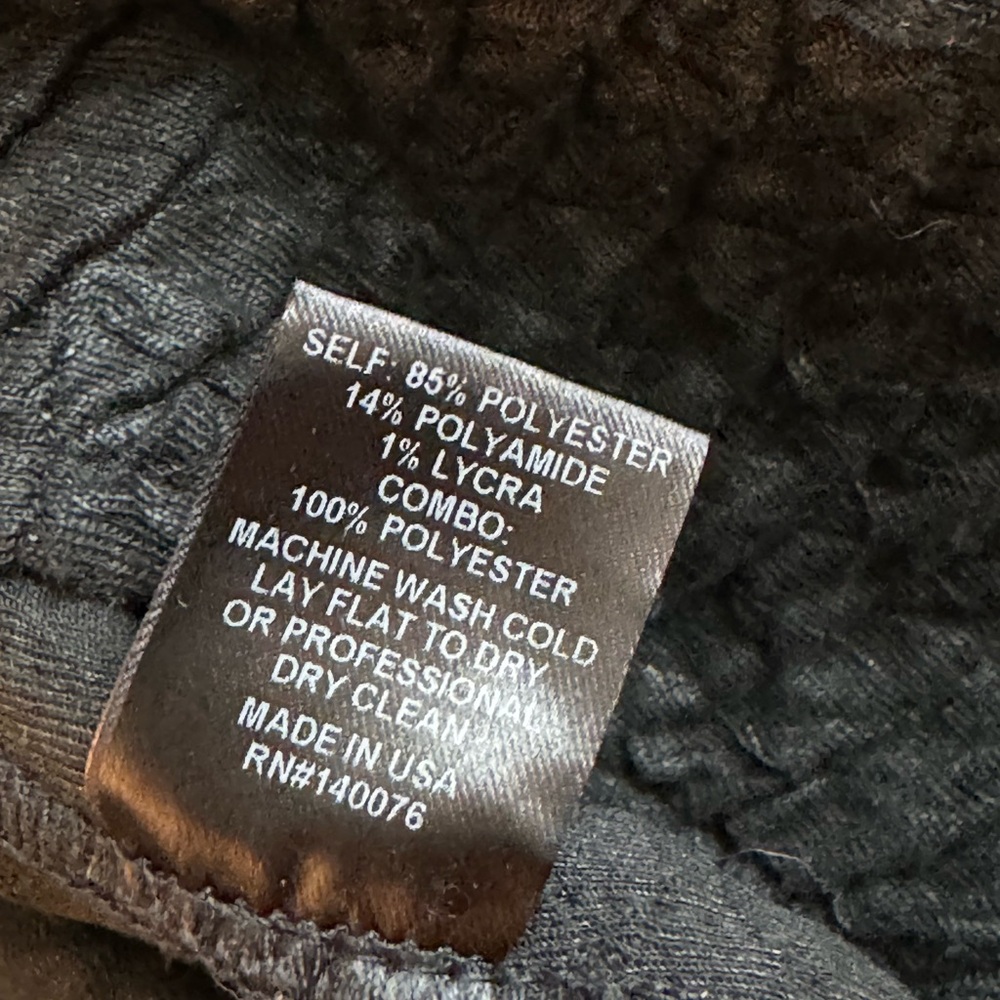 SELF: 85% POLYESTER
14% POLYAMIDE
1% LYCRA
COMBO:
100% POLYESTER
MACHINE WASH COLD
LAY FLAT TO DRY
OR PROFESSIONAL
DRY CLEAN
MADE IN USA
RN#140076